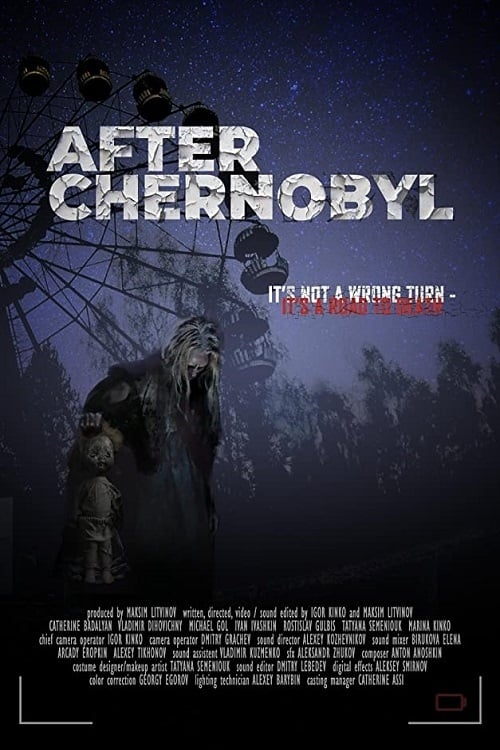 AFTER
CHERNOBYL
IT'S NOT A WRONG TURN -
IT'S A ROAD TO DEATH
produced by MAKSIM LITVINOV written, directed, video / sound edited by IGOR KINKO and MAKSIM LITVINOV
CATHERINE BADALYAN VLADIMIR DIHOVICHNY MICHAEL GOL IVAN IVASHKIN ROSTISLAV GULBIS TATYANA SEMENIOUK MARINA KINKO
chief camera operator IGOR KINKO camera operator DMITRY GRACHEV sound director ALEXEY KOZHEVNIKOV sound mixer BIRUKOVA ELENA
ARCADY EROPKIN ALEXEY TIKHONOV sound assistent VLADIMIR KUZMENKO sfx ALEKSANDR ZHUKOV composer ANTON ANOSHKIN
costume designer/makeup artist TATYANA SEMENIOUK sound editor DMITRY LEBEDEV digital effects ALEKSEY SMIRNOV
color correction GEORGY EGOROV lighting technician ALEXEY BARYBIN casting manager CATHERINE ASSI